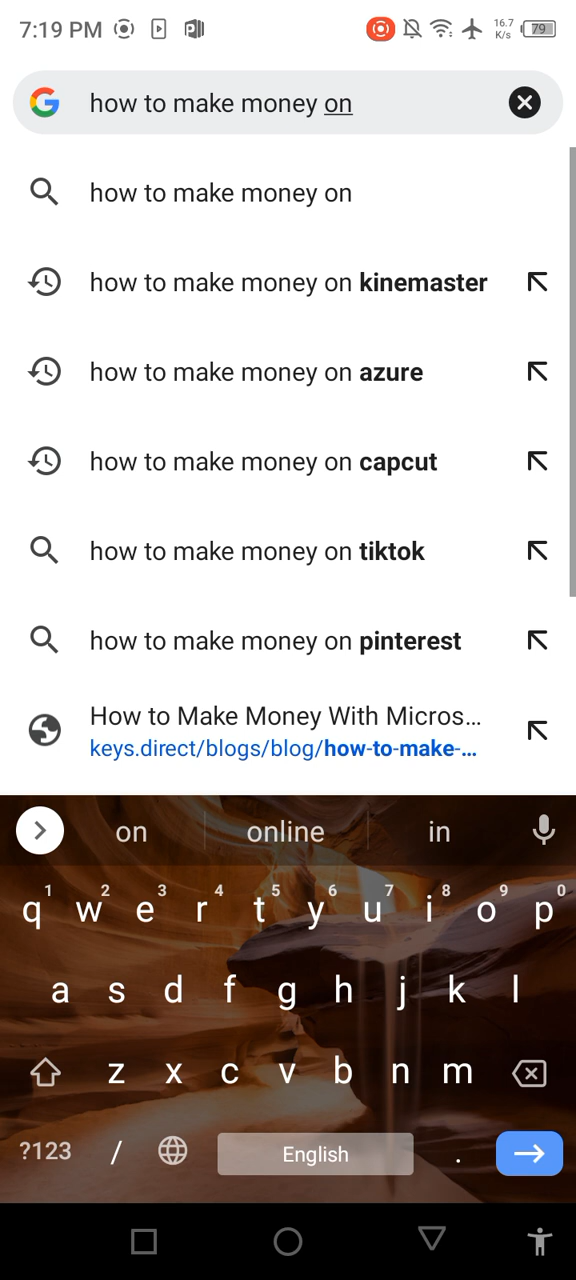 7:19 PM
16.7
K/s
79
how to make money on
how to make money on
how to make money on kinemaster
how to make money on azure
how to make money on capcut
how to make money on tiktok
how to make money on pinterest
How to Make Money With Micros...
keys.direct/blogs/blog/how-to-make-...
on online in
1 2 3 4 5 6 7 8 9 0
q w e r t y u i o p
a s d f g h j k l
z x c v b n m
?123 / English .